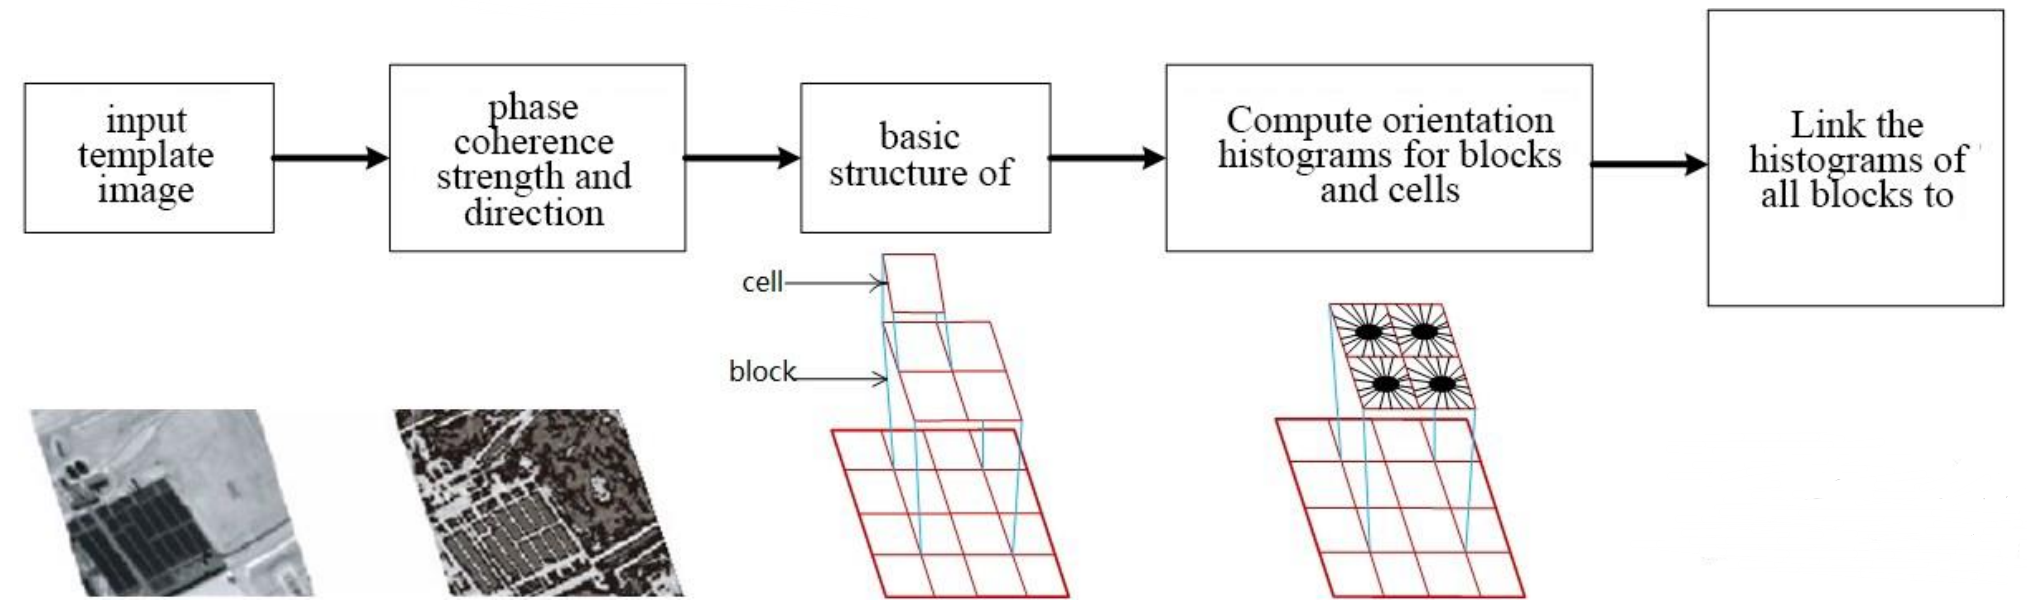 input
template
image
phase
coherence
strength and
direction
basic
structure of
Compute orientation
histograms for blocks
and cells
Link the
histograms of
all blocks to
cell
block